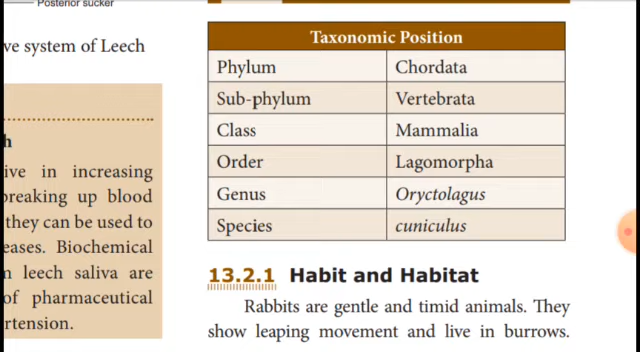 Posterior sucker
ve system of Leech
h
ive in increasing
breaking up blood
they can be used to
eases. Biochemical
n leech saliva are
of pharmaceutical
rtension.
Taxonomic Position
Phylum Chordata
Sub-phylum Vertebrata
Class Mammalia
Order Lagomorpha
Genus Oryctolagus
Species cuniculus
13.2.1 Habit and Habitat
Rabbits are gentle and timid animals. They
show leaping movement and live in burrows.